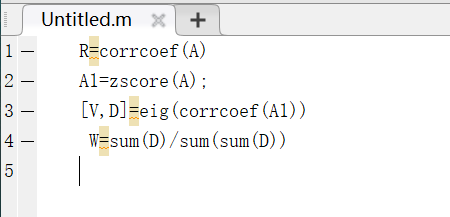 Untitled.m
1 — R=corrcoef(A)
2 — A1=zscore(A);
3 — [V,D]=eig(corrcoef(A1))
4 — W=sum(D)/sum(sum(D))
5